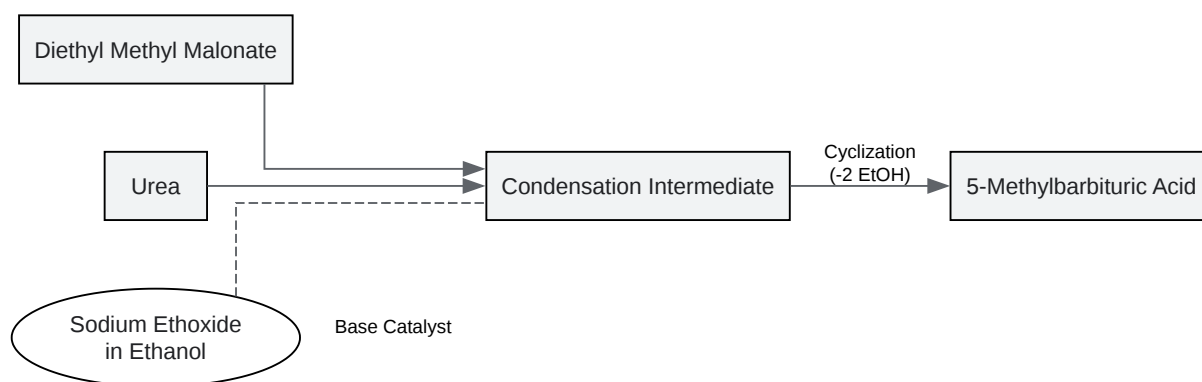 Diethyl Methyl Malonate
Urea
Condensation Intermediate
Cyclization
(-2 EtOH)
5-Methylbarbituric Acid
Sodium Ethoxide
in Ethanol
Base Catalyst